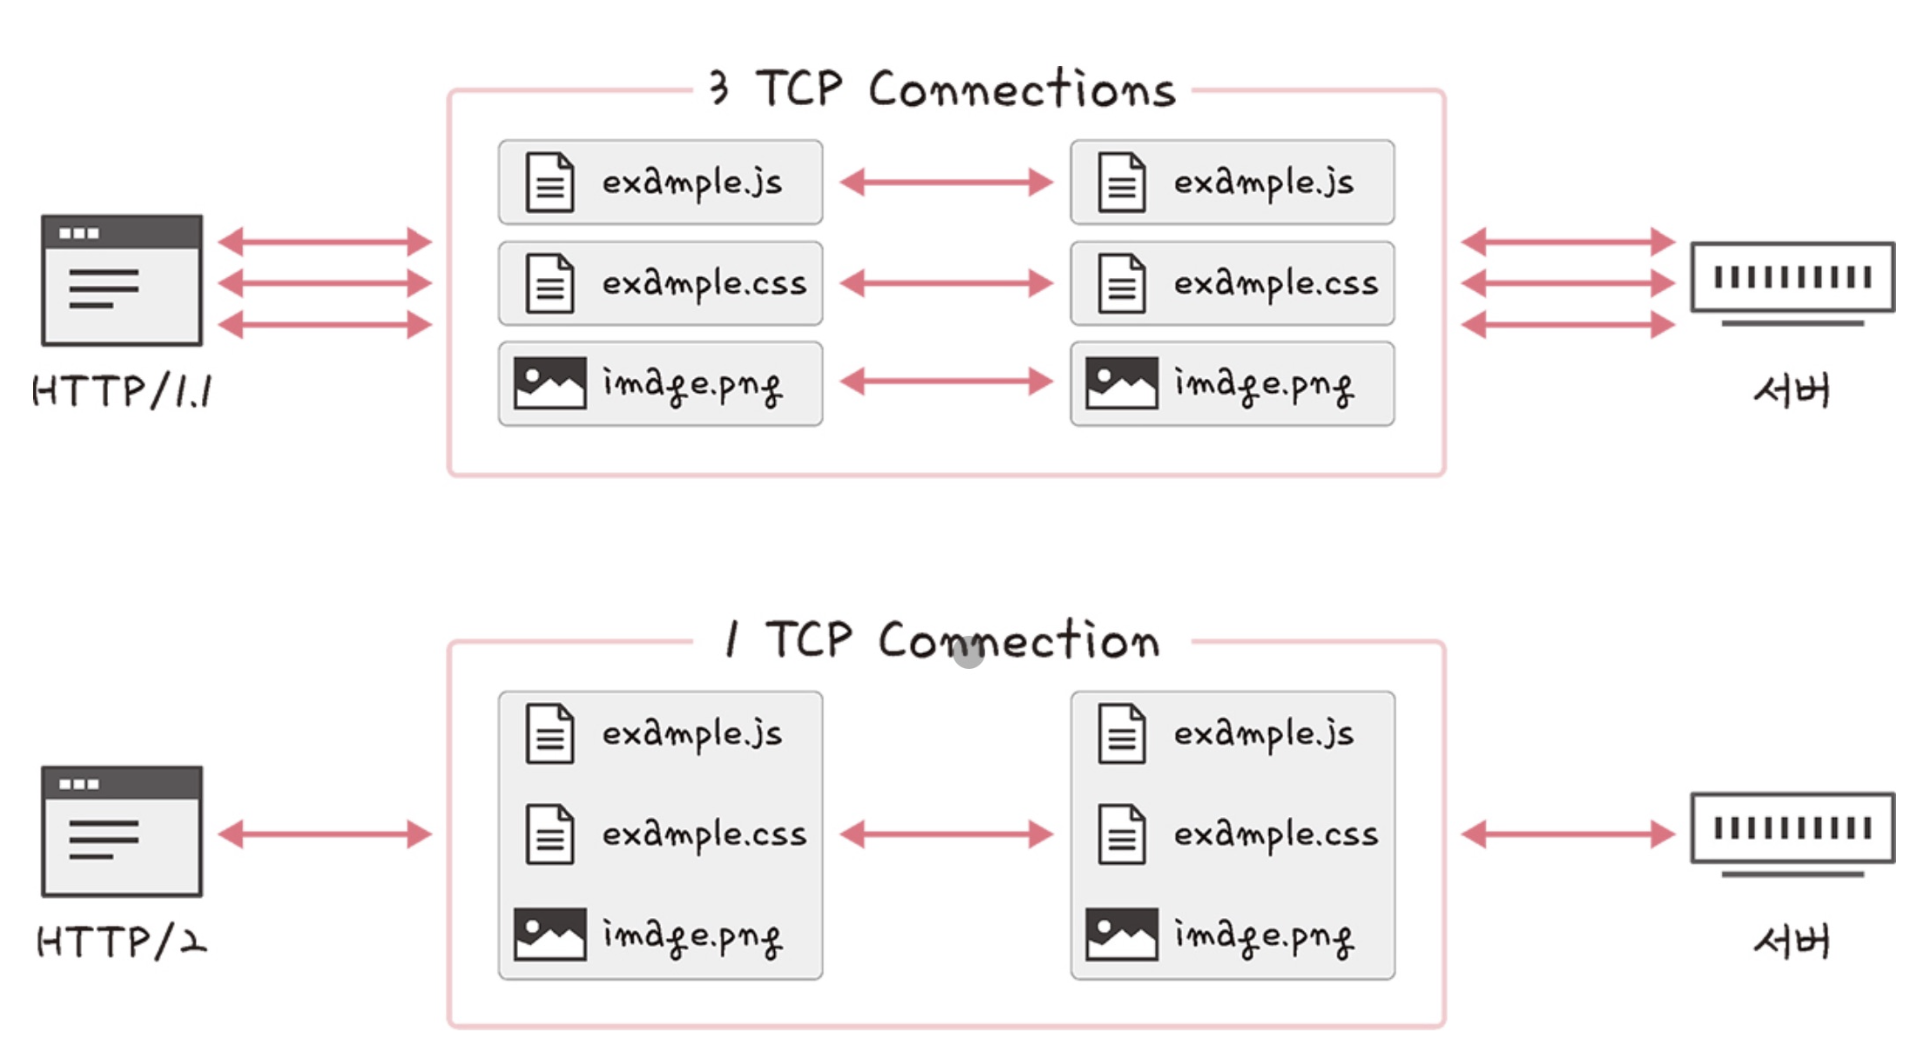 3 TCP Connections
example.js
example.js
example.css
example.css
image.png
image.png
HTTP/1.1
서버
1 TCP Connection
example.js
example.js
example.css
example.css
image.png
image.png
HTTP/2
서버